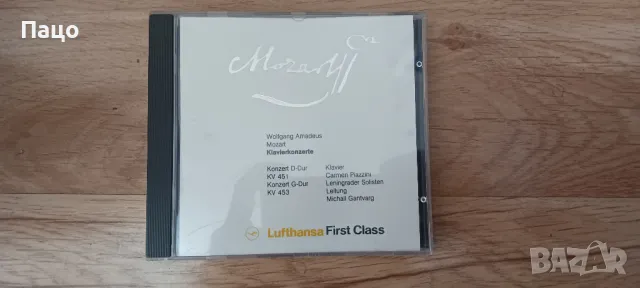 Пацо
Mozart
Wolfgang Amadeus
Mozart
Klavierkonzerte
Konzert D-Dur
KV 451
Konzert G-Dur
KV 453
Klavier
Carmen Piazzini
Leningrader Solisten
Leitung
Michail Gantvarg
Lufthansa First Class
BAZAR
bg